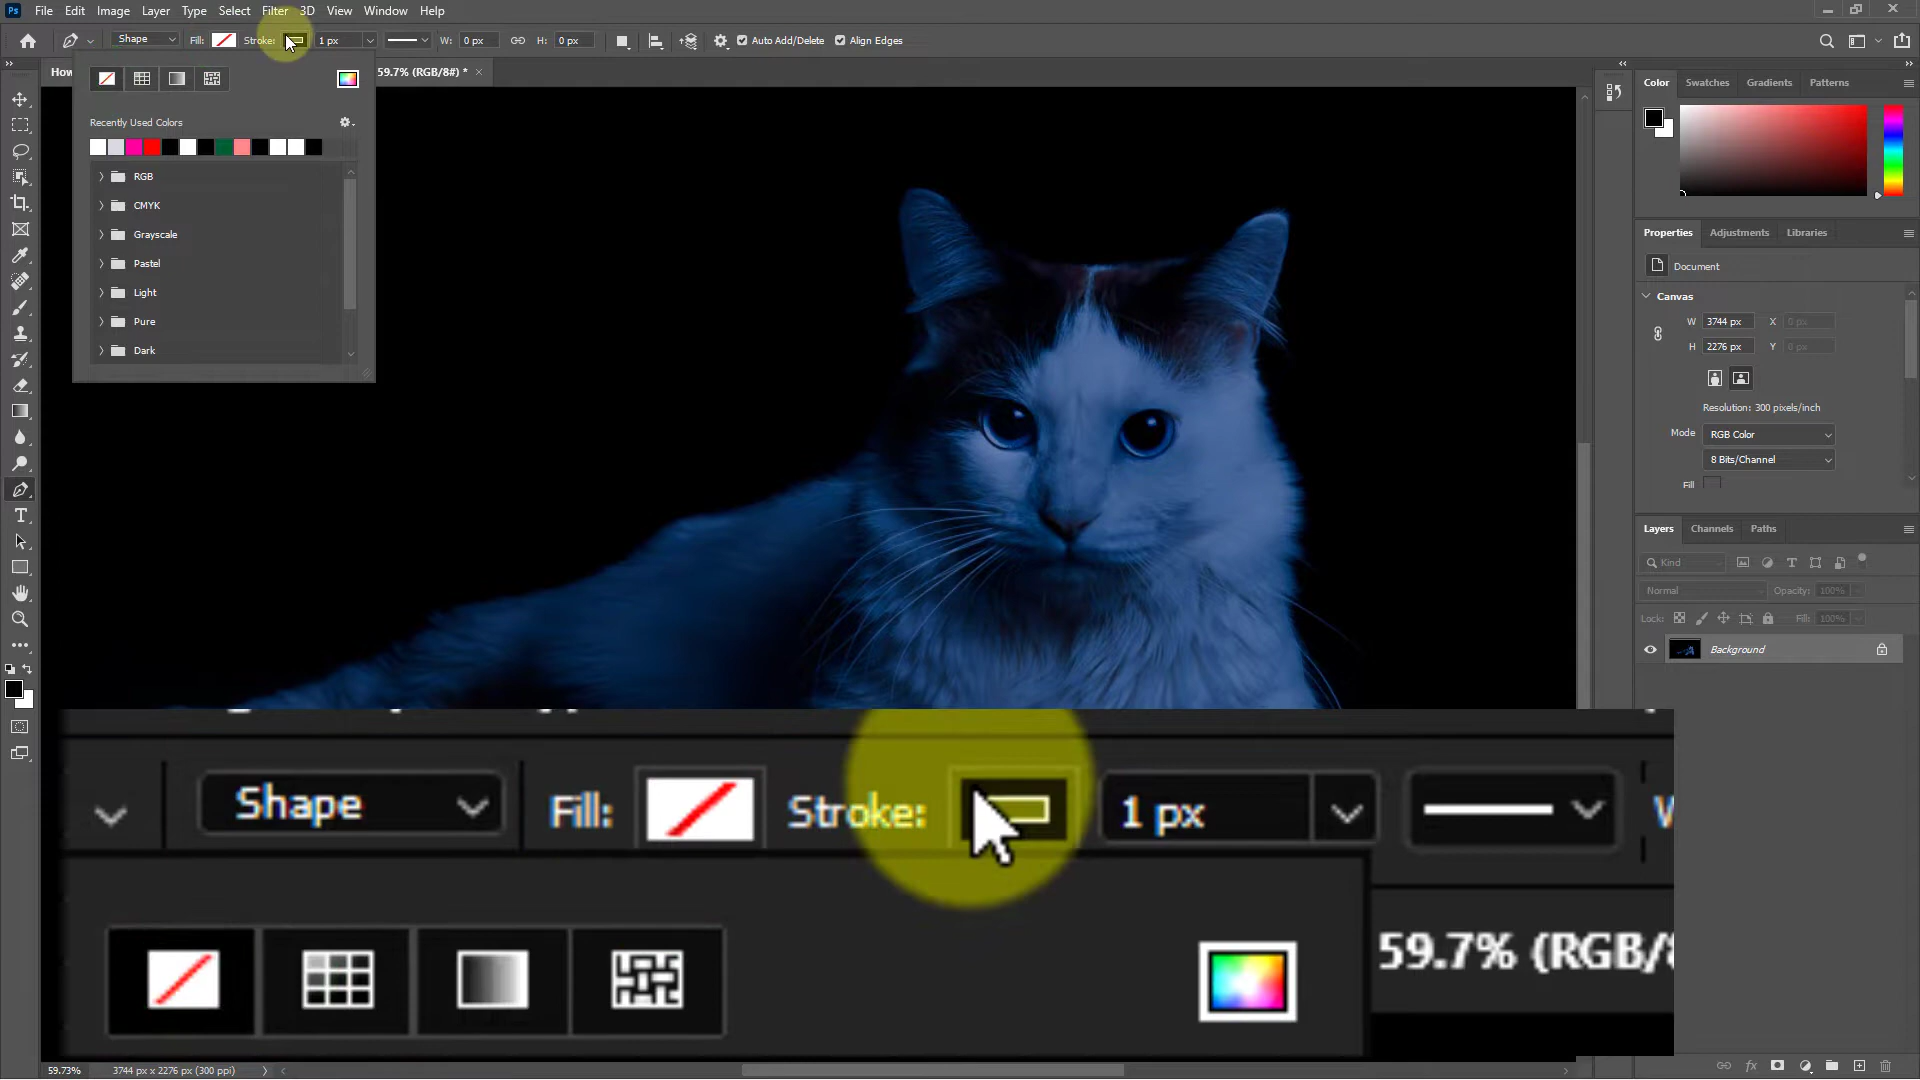 Ps File Edit Image Layer Type Select Filter 3D View Window Help
Shape Fill: Stroke: 1 px W: 0 px H: 0 px Auto Add/Delete Align Edges
How 59.7% (RGB/8#) * ×
Recently Used Colors
RGB
CMYK
Grayscale
Pastel
Light
Pure
Dark
Color Swatches Gradients Patterns
Properties Adjustments Libraries
Document
Canvas
W 3744 px X 0 px
H 2276 px Y 0 px
Resolution: 300 pixels/inch
Mode RGB Color
8 Bits/Channel
Fill
Layers Channels Paths
Kind
Normal Opacity: 100%
Lock: Fill: 100%
Background
Shape Fill: Stroke: 1 px
59.7% (RGB/8
59.73% 3744 px x 2276 px (300 ppi)
fx